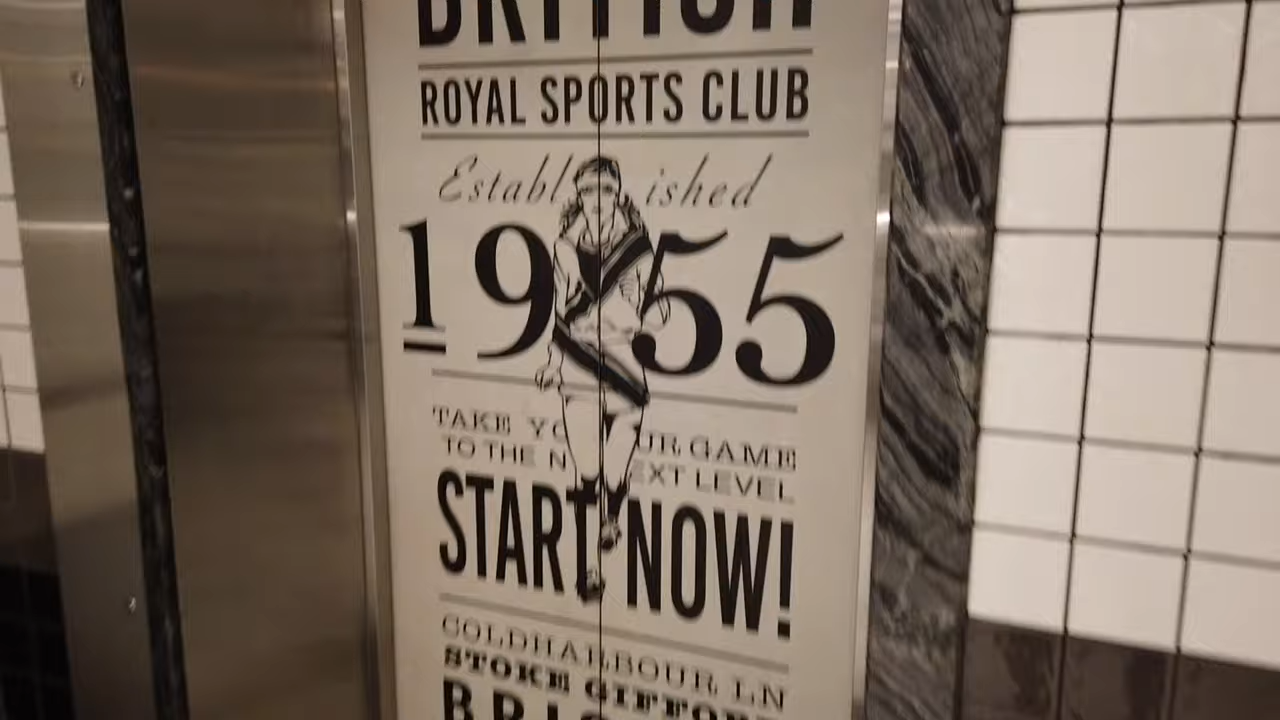 BRITISH
ROYAL SPORTS CLUB
Established
1955
TAKE YOUR GAME
TO THE NEXT LEVEL
START NOW!
COLDHARBOUR LN
STOKE GIFFORD